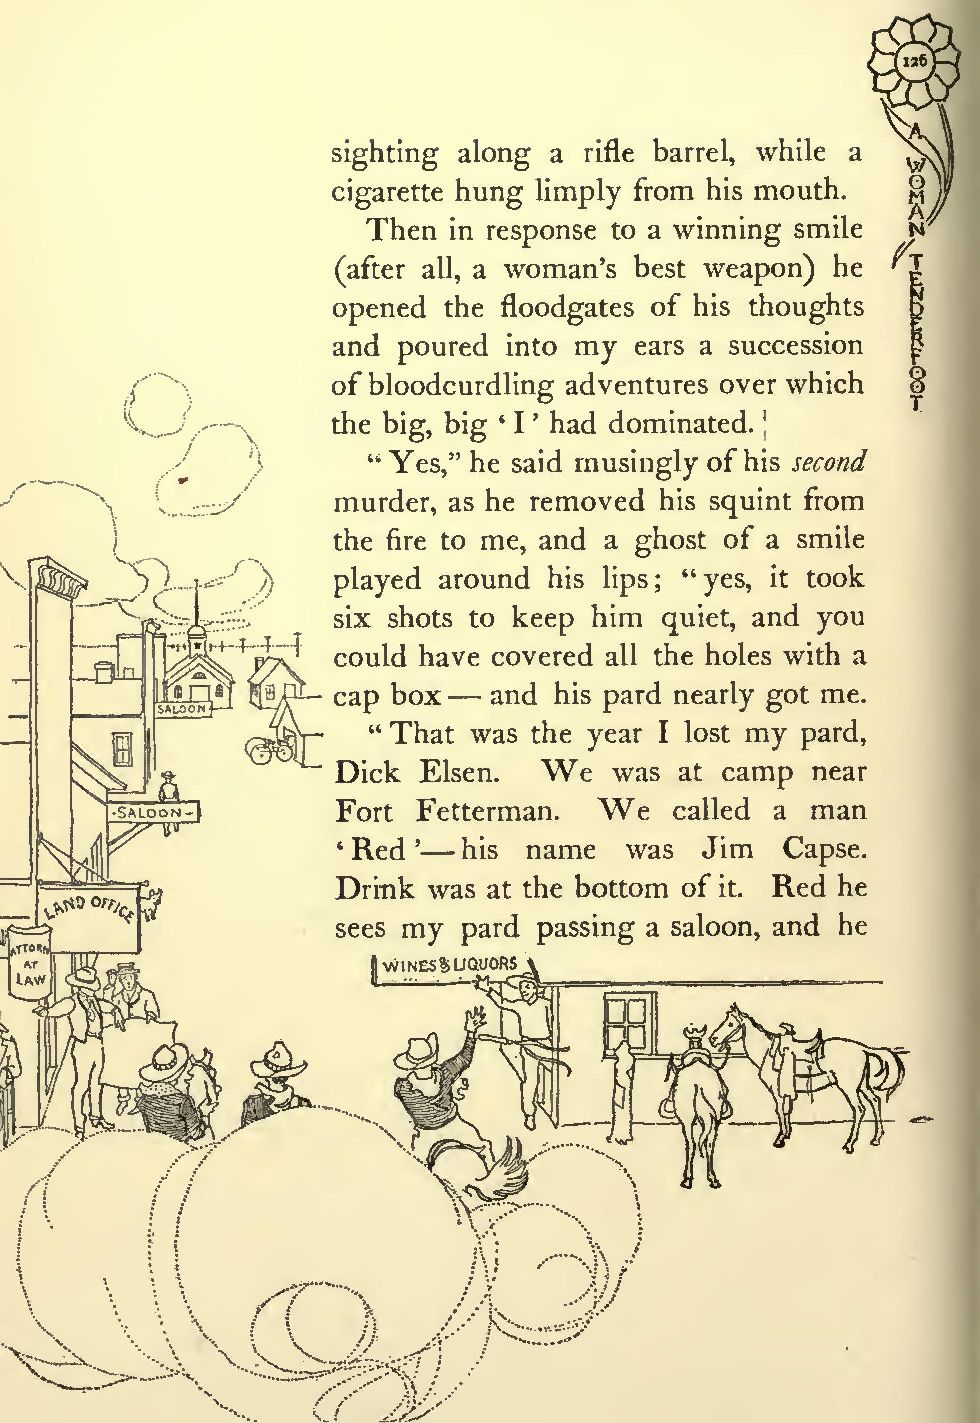 126
A WOMAN TENDERFOOT
sighting along a rifle barrel, while a
cigarette hung limply from his mouth.
Then in response to a winning smile
(after all, a woman’s best weapon) he
opened the floodgates of his thoughts
and poured into my ears a succession
of bloodcurdling adventures over which
the big, big ‘ I ’ had dominated.
“ Yes,” he said musingly of his second
murder, as he removed his squint from
the fire to me, and a ghost of a smile
played around his lips; “ yes, it took
six shots to keep him quiet, and you
could have covered all the holes with a
cap box — and his pard nearly got me.
“ That was the year I lost my pard,
Dick Elsen. We was at camp near
Fort Fetterman. We called a man
‘ Red ’— his name was Jim Capse.
Drink was at the bottom of it. Red he
sees my pard passing a saloon, and he
SALOON
·SALOON-
LAND OFFICE
ATTORN
AT
LAW
WINES & LIQUORS